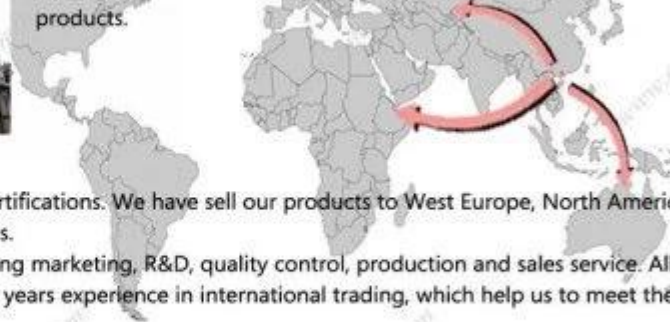 products.
rtifications. We have sell our products to West Europe, North Americ
s.
ng marketing, R&D, quality control, production and sales service. Al
years experience in international trading, which help us to meet the